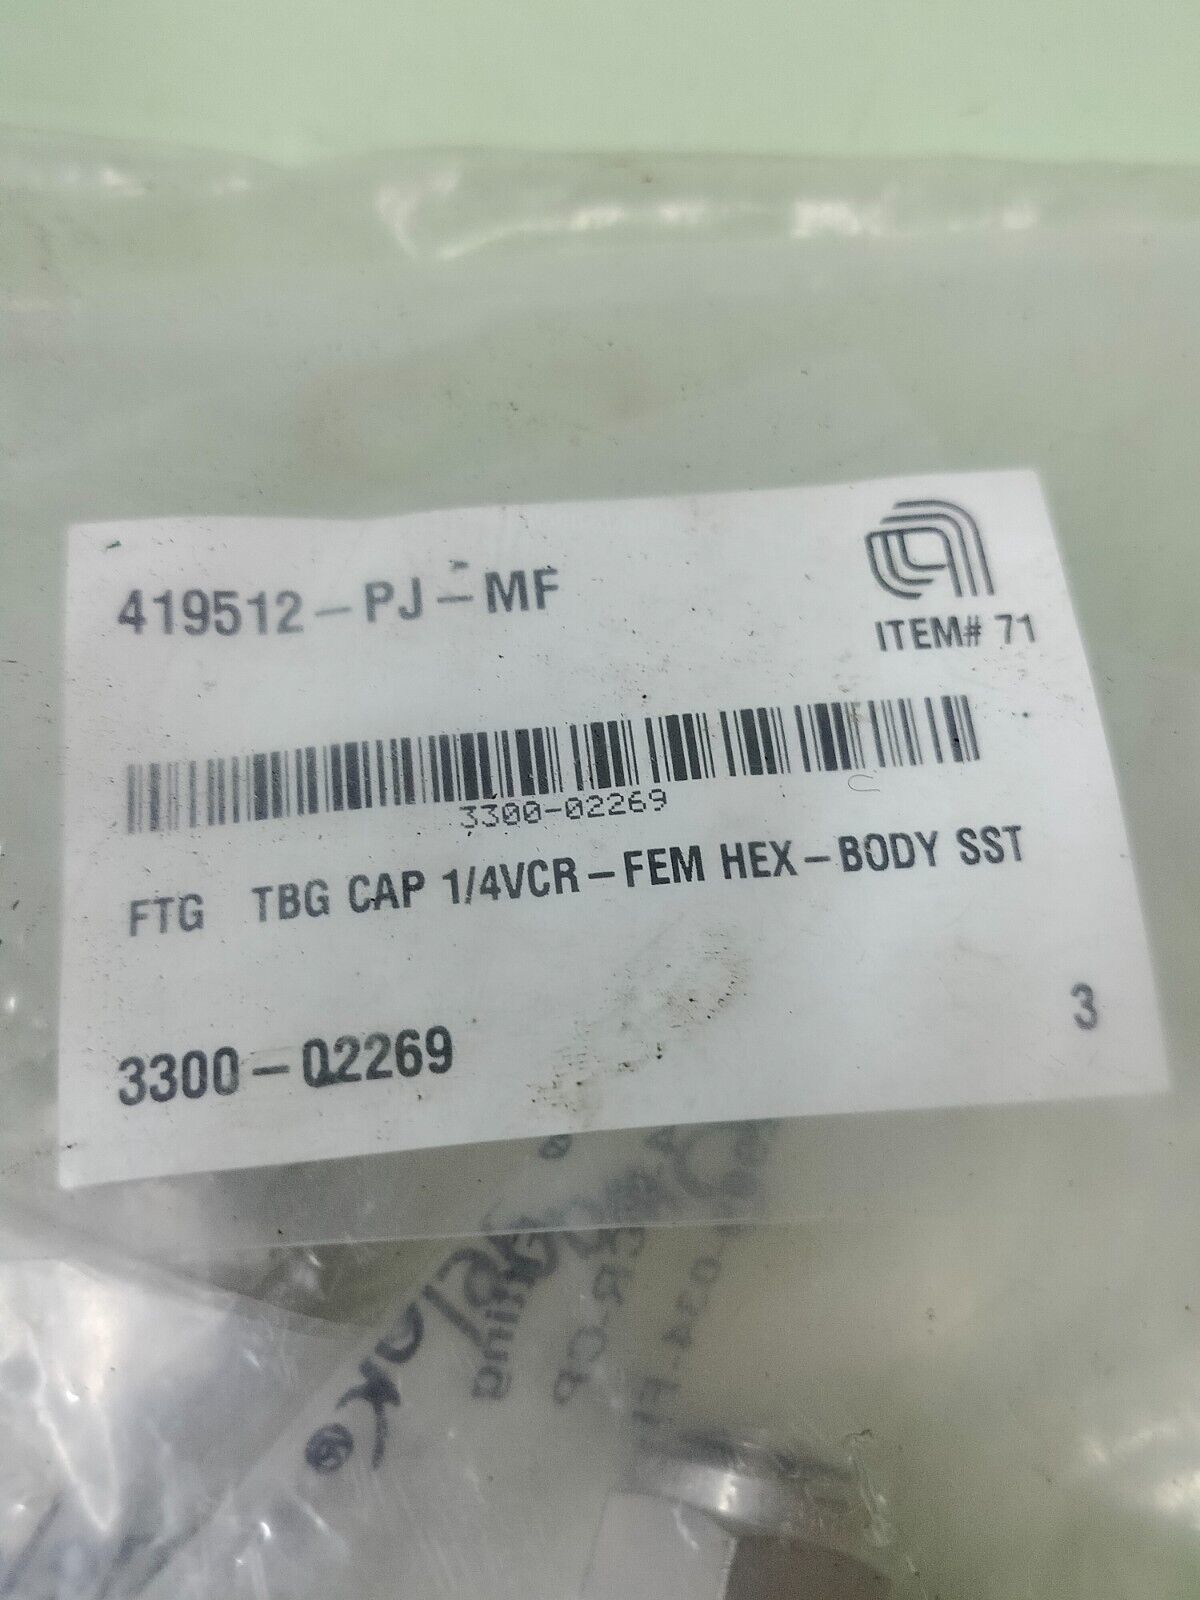 419512-PJ-MF
ITEM# 71
3300-02269
FTG TBG CAP 1/4VCR-FEM HEX-BODY SST
3300-02269
3